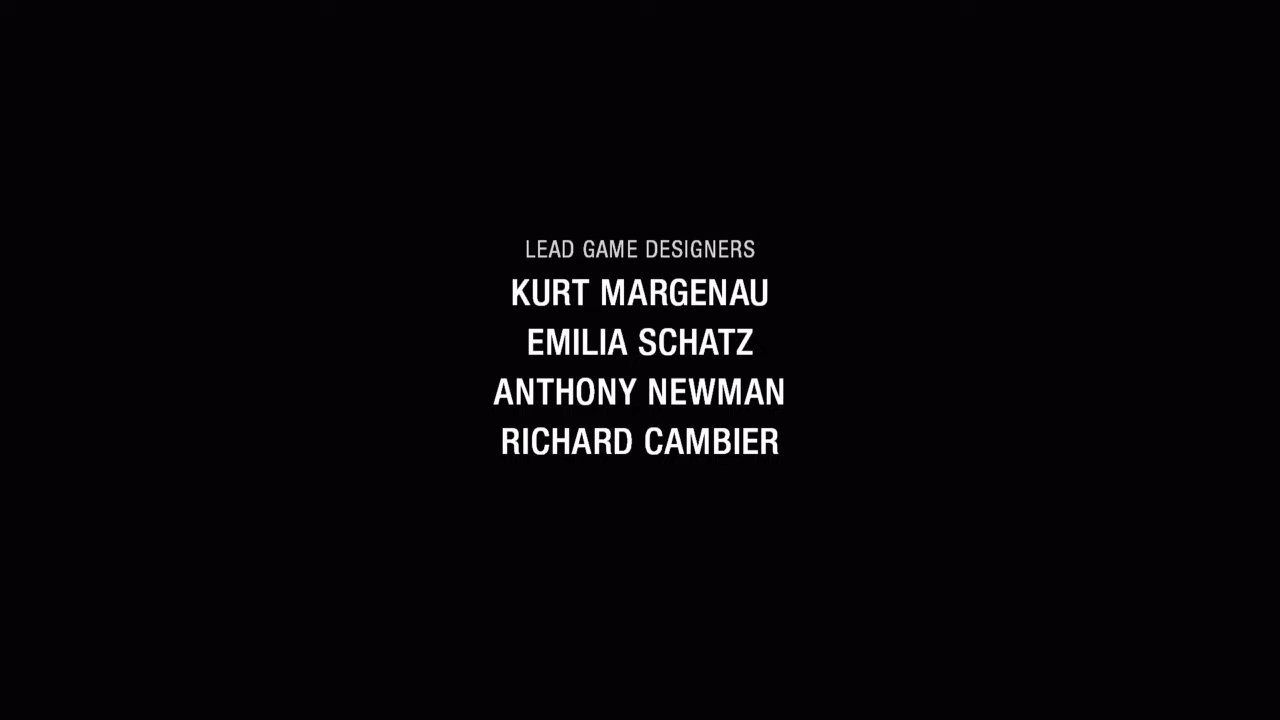 LEAD GAME DESIGNERS
KURT MARGENAU
EMILIA SCHATZ
ANTHONY NEWMAN
RICHARD CAMBIER